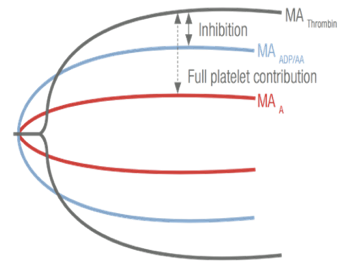 MA Thrombin
Inhibition
MA ADP/AA
Full platelet contribution
MA A